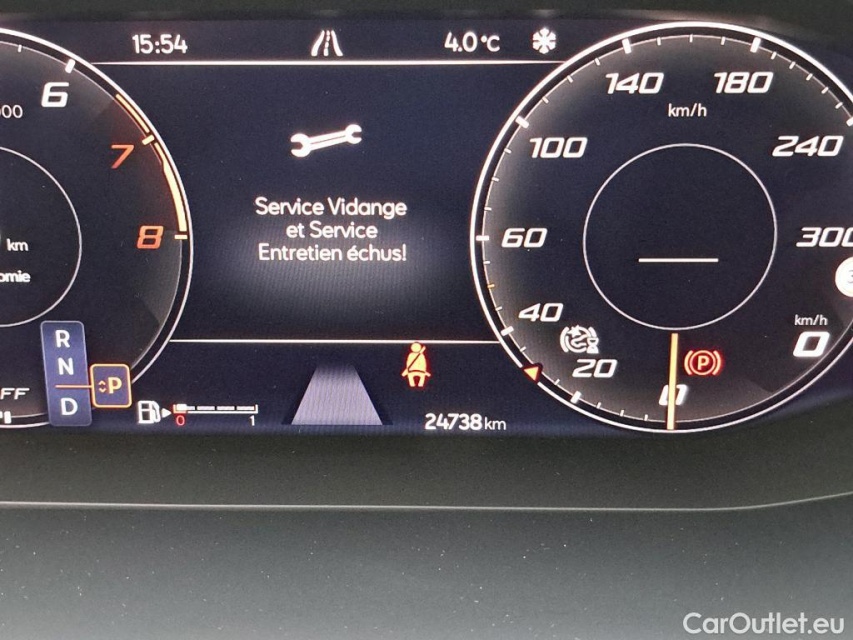 15:54
4.0°C
6
7
8
km
R
N
D
P
0
1
Service Vidange
et Service
Entretien échus!
24738 km
140
180
km/h
100
240
60
300
40
20
0
km/h
0
P
CarOutlet.eu